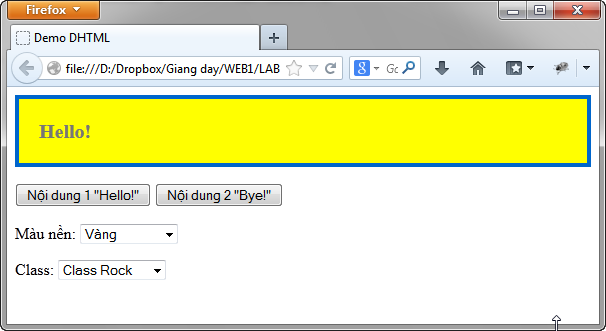 Firefox
Demo DHTML
file:///D:/Dropbox/Giang day/WEB1/LAB
Hello!
Nội dung 1 "Hello!" Nội dung 2 "Bye!"
Màu nền: Vàng
Class: Class Rock